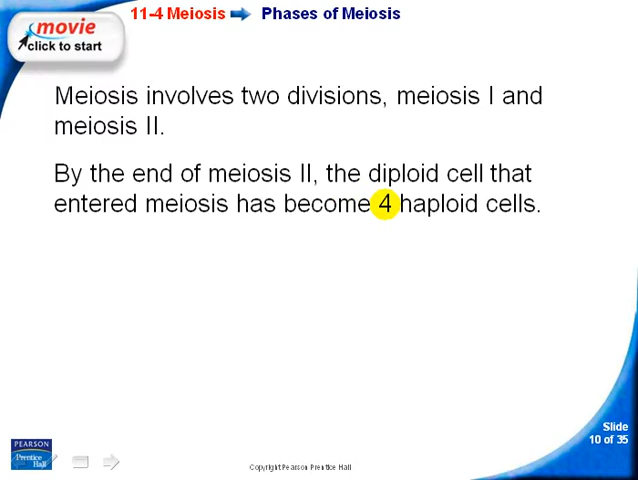 movie
click to start
11-4 Meiosis Phases of Meiosis
Meiosis involves two divisions, meiosis I and
meiosis II.
By the end of meiosis II, the diploid cell that
entered meiosis has become 4 haploid cells.
Slide
10 of 35
PEARSON
Prentice
Hall
Copyright Pearson Prentice Hall